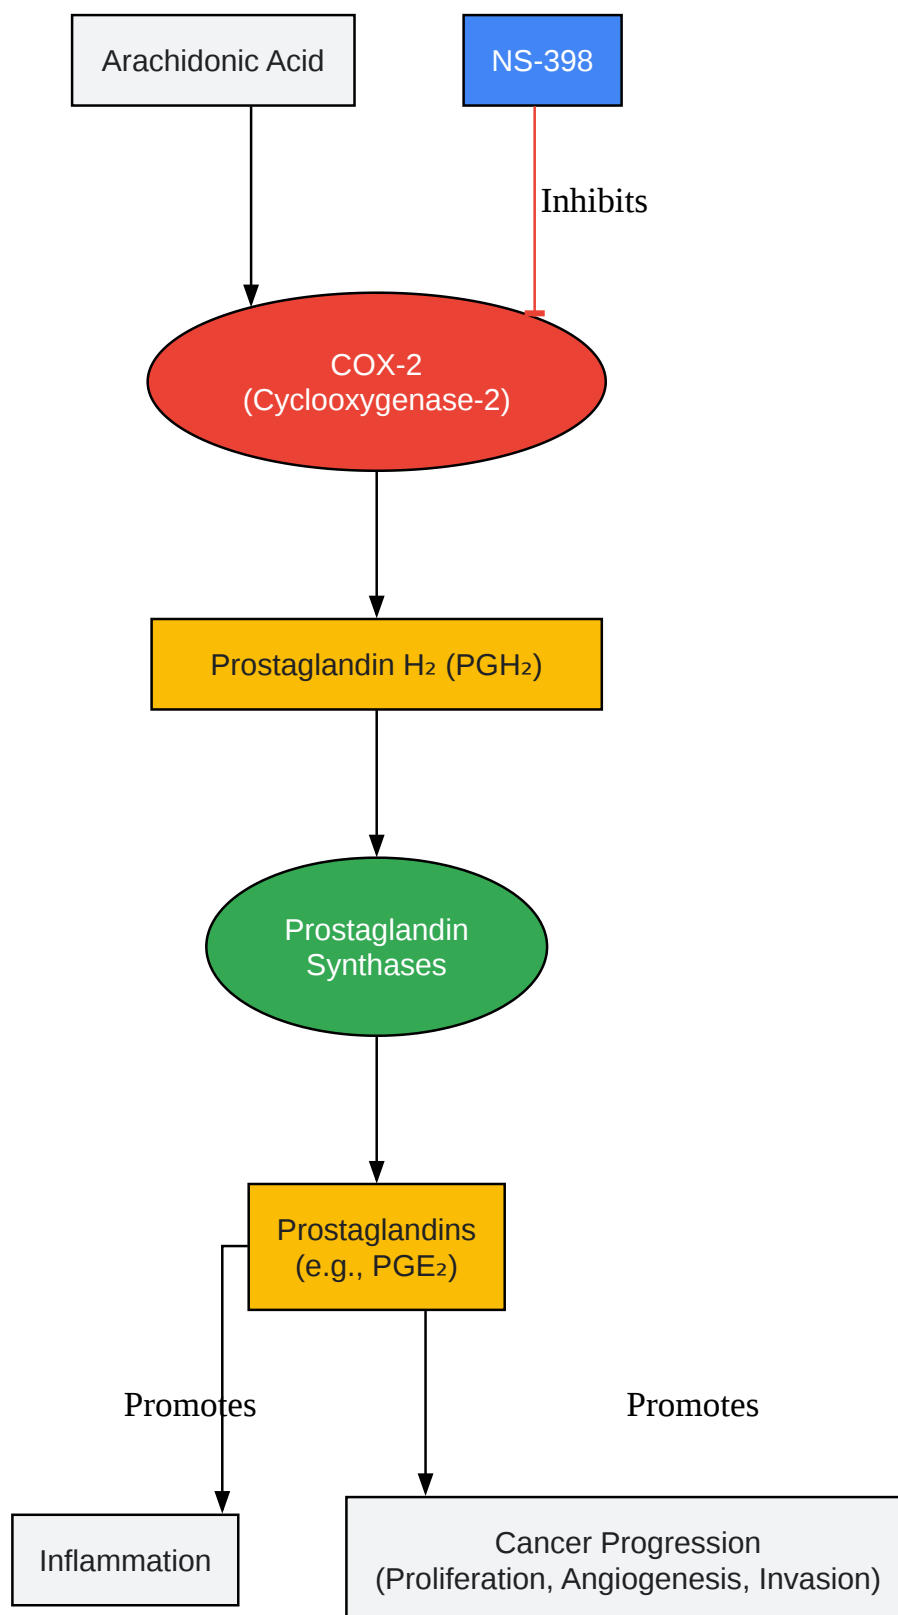 Arachidonic Acid
NS-398
Inhibits
COX-2
(Cyclooxygenase-2)
Prostaglandin H₂ (PGH₂)
Prostaglandin
Synthases
Prostaglandins
(e.g., PGE₂)
Promotes
Promotes
Inflammation
Cancer Progression
(Proliferation, Angiogenesis, Invasion)